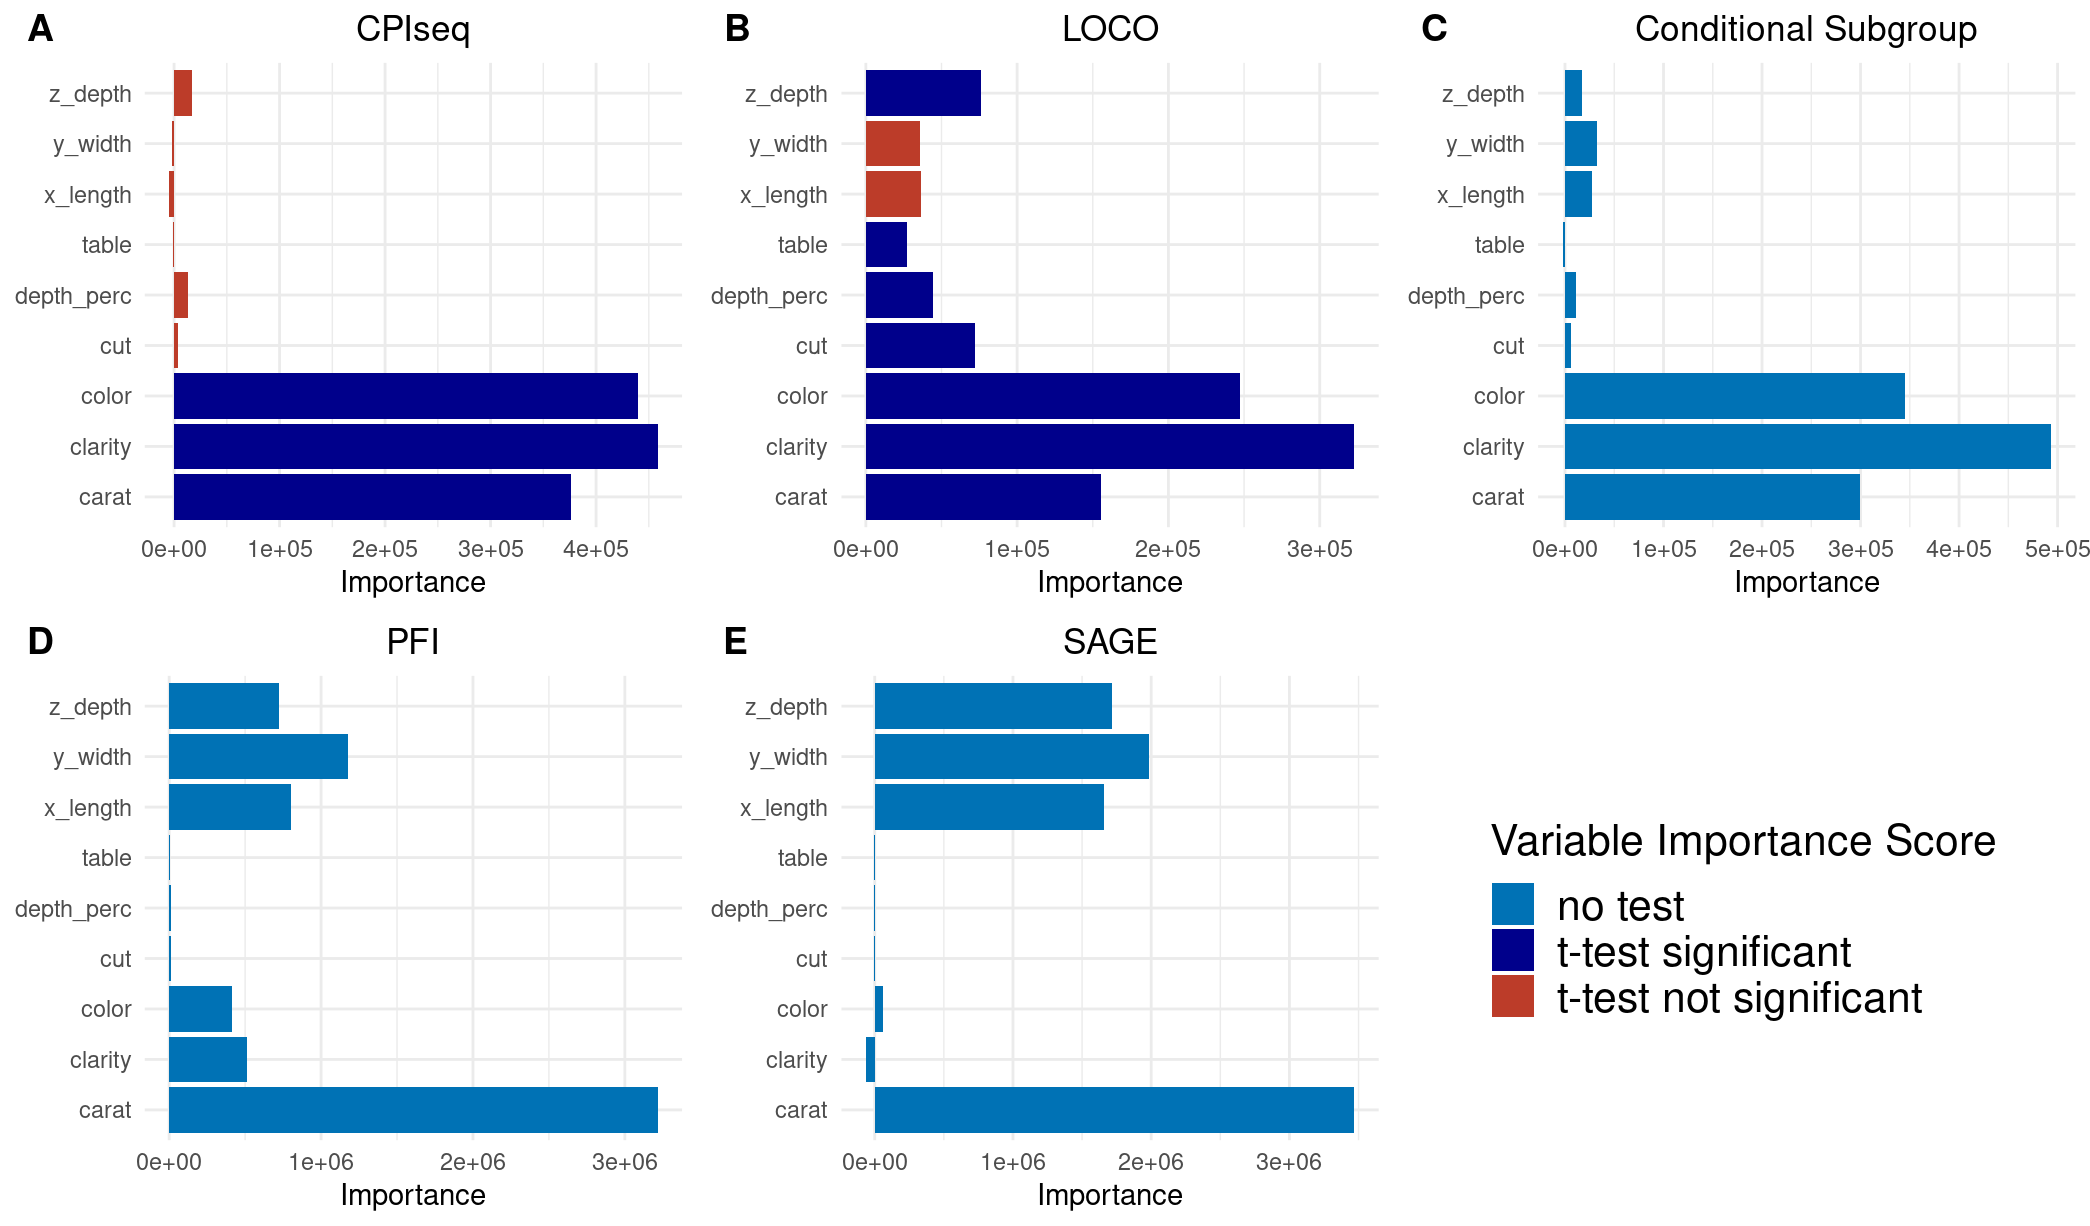 A CPIseq
z_depth
y_width
x_length
table
depth_perc
cut
color
clarity
carat
0e+00 1e+05 2e+05 3e+05 4e+05
Importance
B LOCO
z_depth
y_width
x_length
table
depth_perc
cut
color
clarity
carat
0e+00 1e+05 2e+05 3e+05
Importance
C Conditional Subgroup
z_depth
y_width
x_length
table
depth_perc
cut
color
clarity
carat
0e+00 1e+05 2e+05 3e+05 4e+05 5e+05
Importance
D PFI
z_depth
y_width
x_length
table
depth_perc
cut
color
clarity
carat
0e+00 1e+06 2e+06 3e+06
Importance
E SAGE
z_depth
y_width
x_length
table
depth_perc
cut
color
clarity
carat
0e+00 1e+06 2e+06 3e+06
Importance
Variable Importance Score
no test
t-test significant
t-test not significant